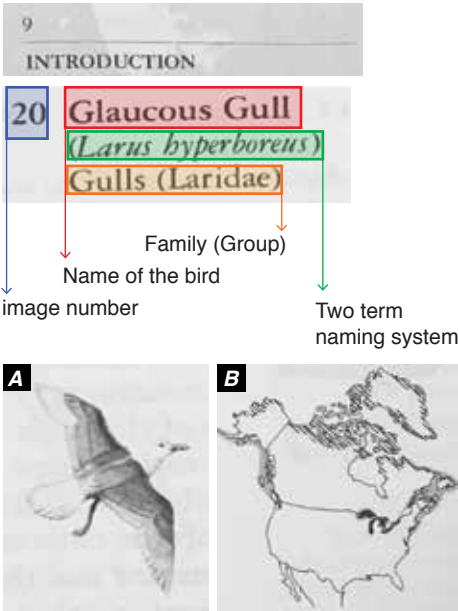 9
INTRODUCTION
20 Glaucous Gull
(Larus hyperboreus)
Gulls (Laridae)
Family (Group)
Name of the bird
image number
Two term
naming system
A B